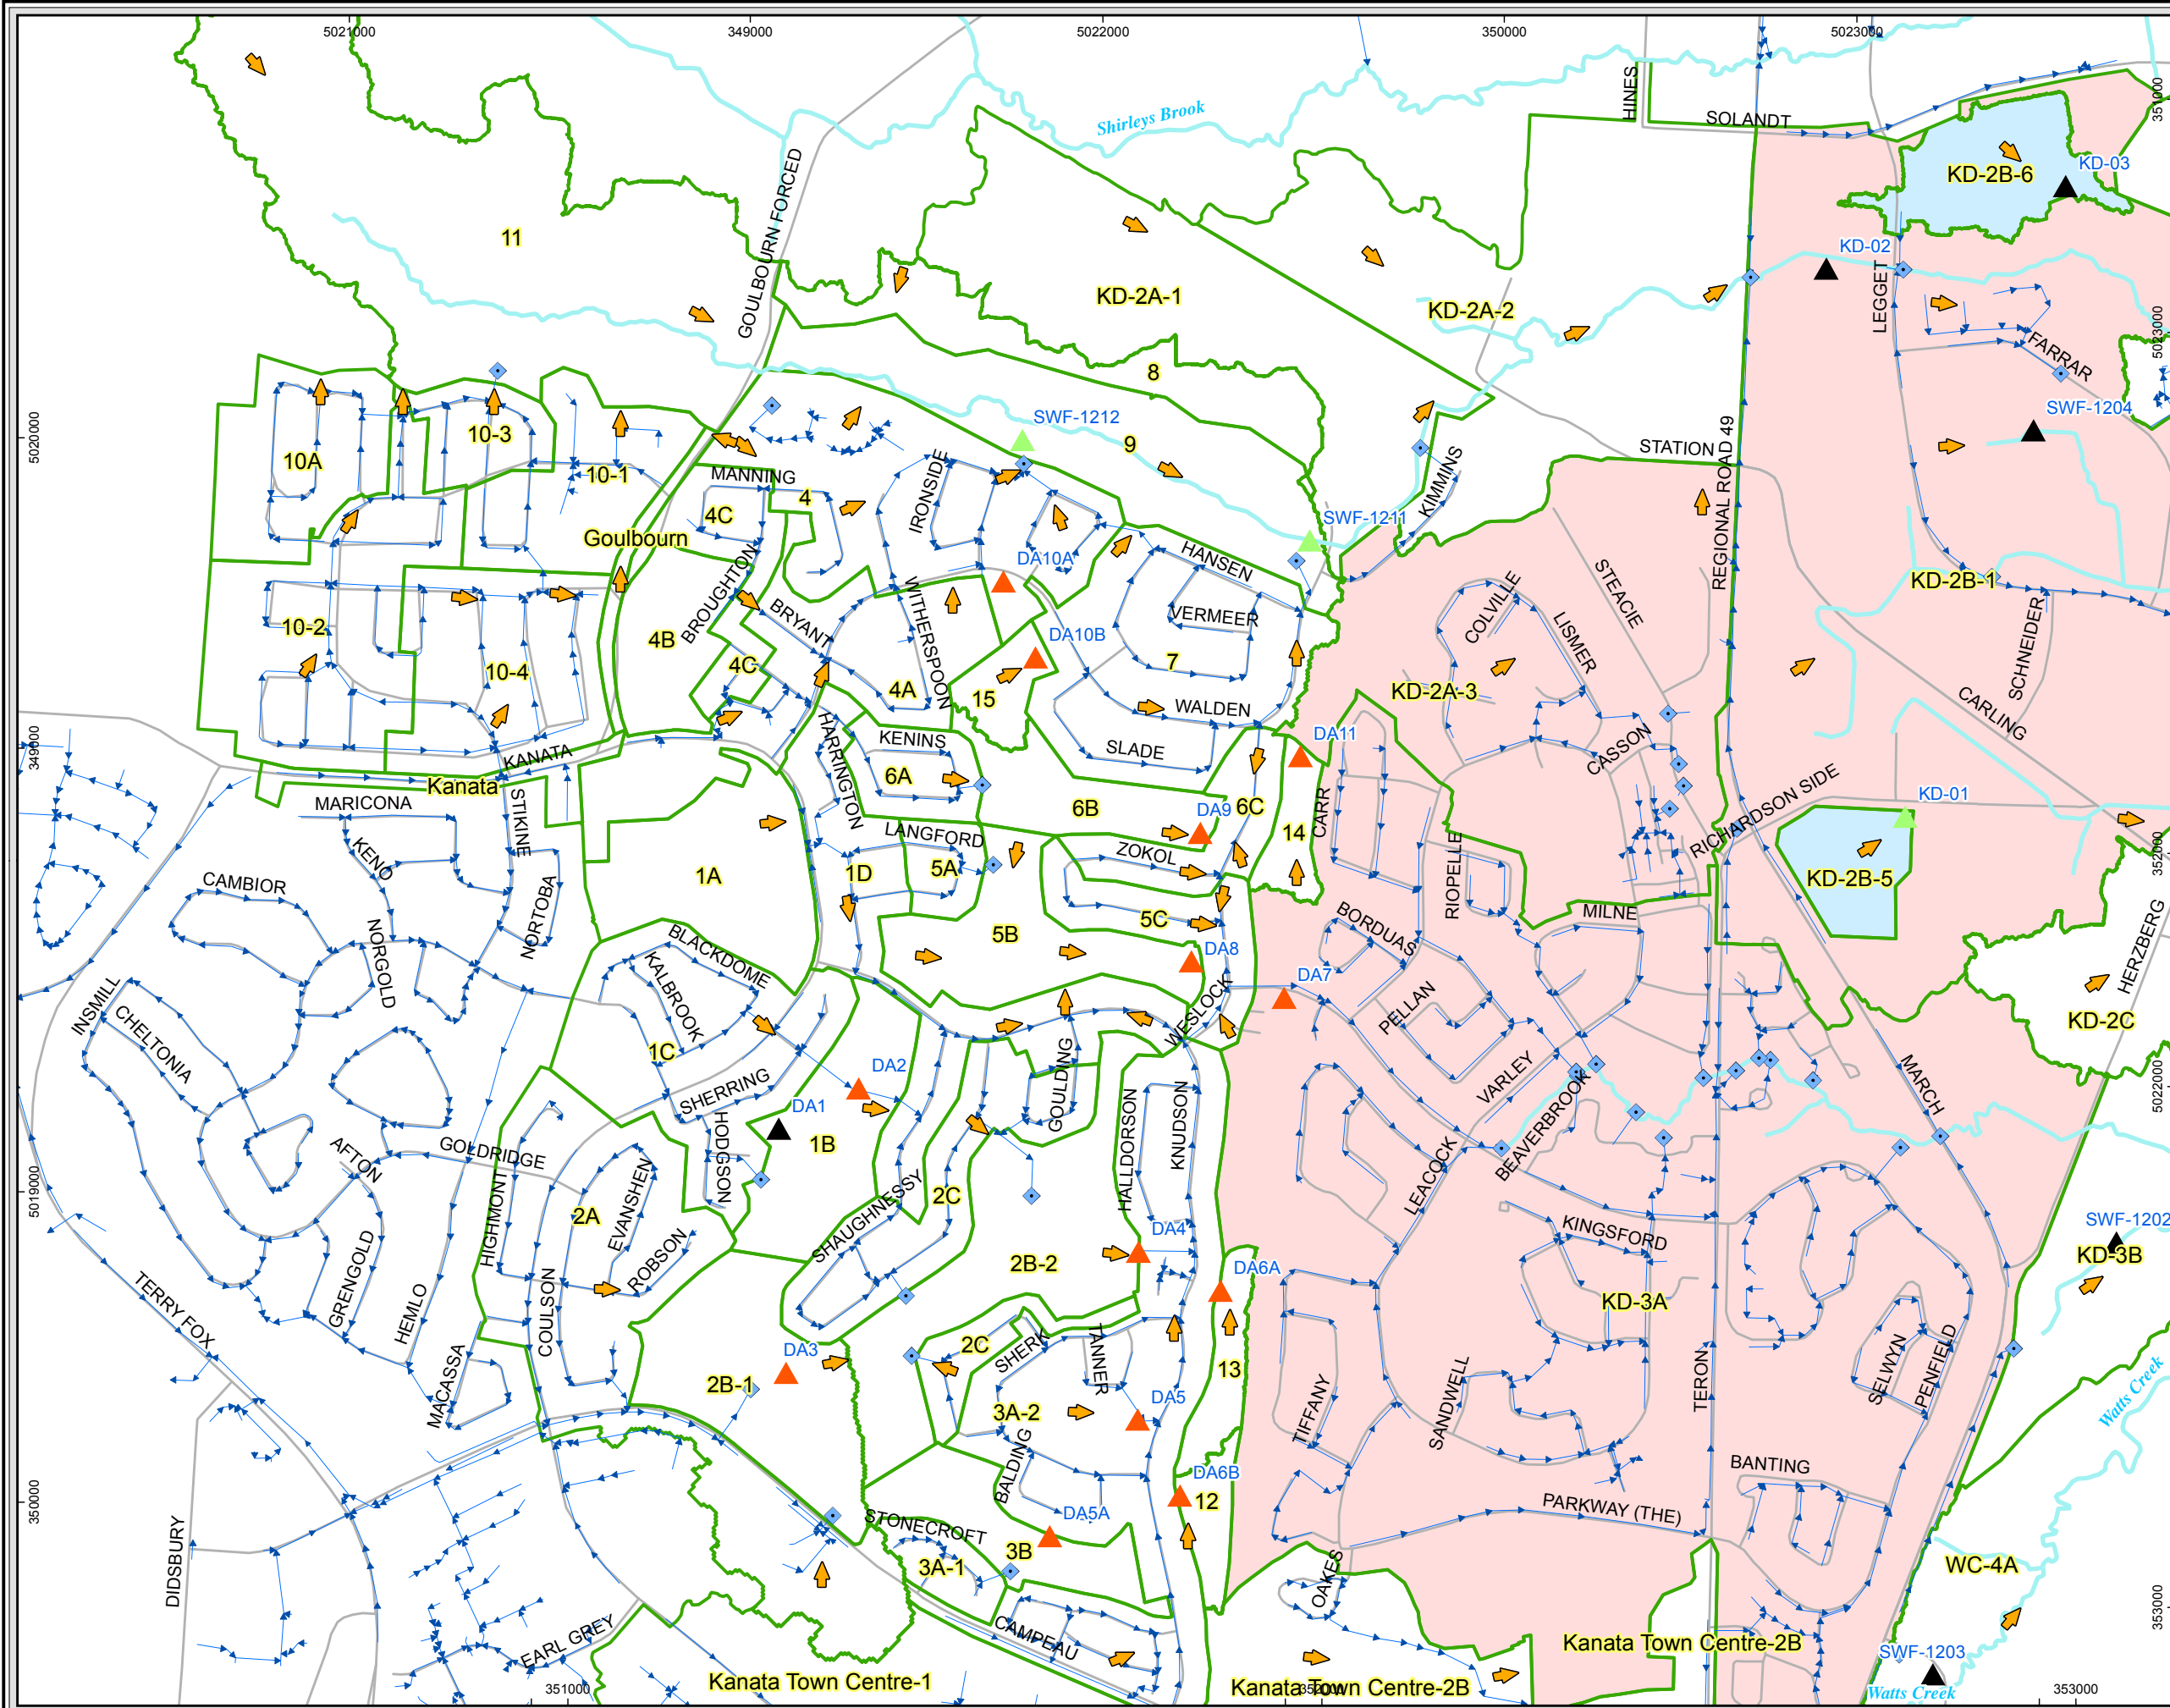 5021000
349000
5022000
350000
5023000
351000
HINES
SOLANDT
Shirleys Brook
KD-2B-6
KD-03
GOULBOURN FORCED
11
KD-02
KD-2A-1
KD-2A-2
LEGGET
5023000
FARRAR
8
SWF-1212
SWF-1204
5020000
10-3
9
STATION
REGIONAL ROAD 49
10A
10-1
MANNING
4
IRONSIDE
KIMMINS
4C
SWF-1211
Goulbourn
DA10A
HANSEN
KD-2B-1
BROUGHTON
WITHERSPOON
STEACIE
COLVILLE
BRYANT
VERMEER
LISMER
10-2
4B
DA10B
SCHNEIDER
10-4
4C
7
4A
15
KD-2A-3
WALDEN
CARLING
349000
HARRINGTON
KENINS
SLADE
DA11
CASSON
KANATA
Kanata
6A
MARICONA
STIKINE
6B
DA9
6C
CARR
14
RICHARDSON SIDE
KD-01
LANGFORD
KENO
ZOKOL
RIOPELLE
352000
CAMBIOR
1A
1D
5A
KD-2B-5
NORTOBA
5C
BORDUAS
MILNE
NORGOLD
BLACKDOME
5B
DA8
HERZBERG
KALBROOK
DA7
INSMILL
CHELTONIA
PELLAN
WESLOCK
KD-2C
1C
GOULDING
DA2
VARLEY
MARCH
5022000
SHERRING
DA1
HALLDORSON
KNUDSON
BEAVERBROOK
HODGSON
1B
AFTON
GOLDRIDGE
LEACOCK
5019000
HIGHMONT
2A
EVANSHEN
2C
SHAUGHNESSY
DA4
KINGSFORD
SWF-1202
KD-3B
ROBSON
2B-2
DA6A
GRENGOLD
HEMLO
TERRY FOX
COULSON
KD-3A
2C
SHERK
DA3
TANNER
13
MACASSA
2B-1
TERON
SELWYN
PENFIELD
Watts Creek
TIFFANY
SANDWELL
DA5
3A-2
BALDING
DA6B
BANTING
12
350000
PARKWAY (THE)
DA5A
STONECROFT
DIDSBURY
3B
3A-1
OAKES
WC-4A
353000
CAMPEAU
EARL GREY
Kanata Town Centre-2B
SWF-1203
Kanata Town Centre-1
Kanata Town Centre-2B
351000
352000
Watts Creek
353000